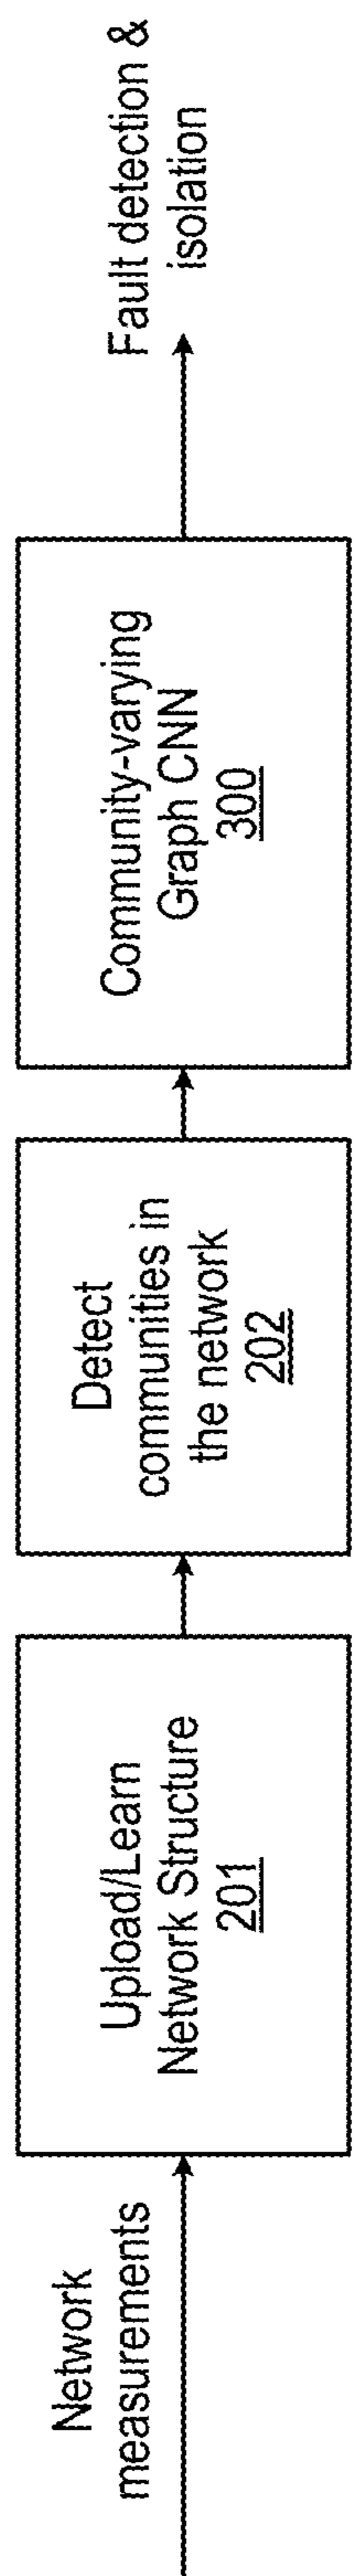 Network
measurements
Upload/Learn
Network Structure
201
Detect
communities in
the network
202
Community-varying
Graph CNN
300
Fault detection &
isolation